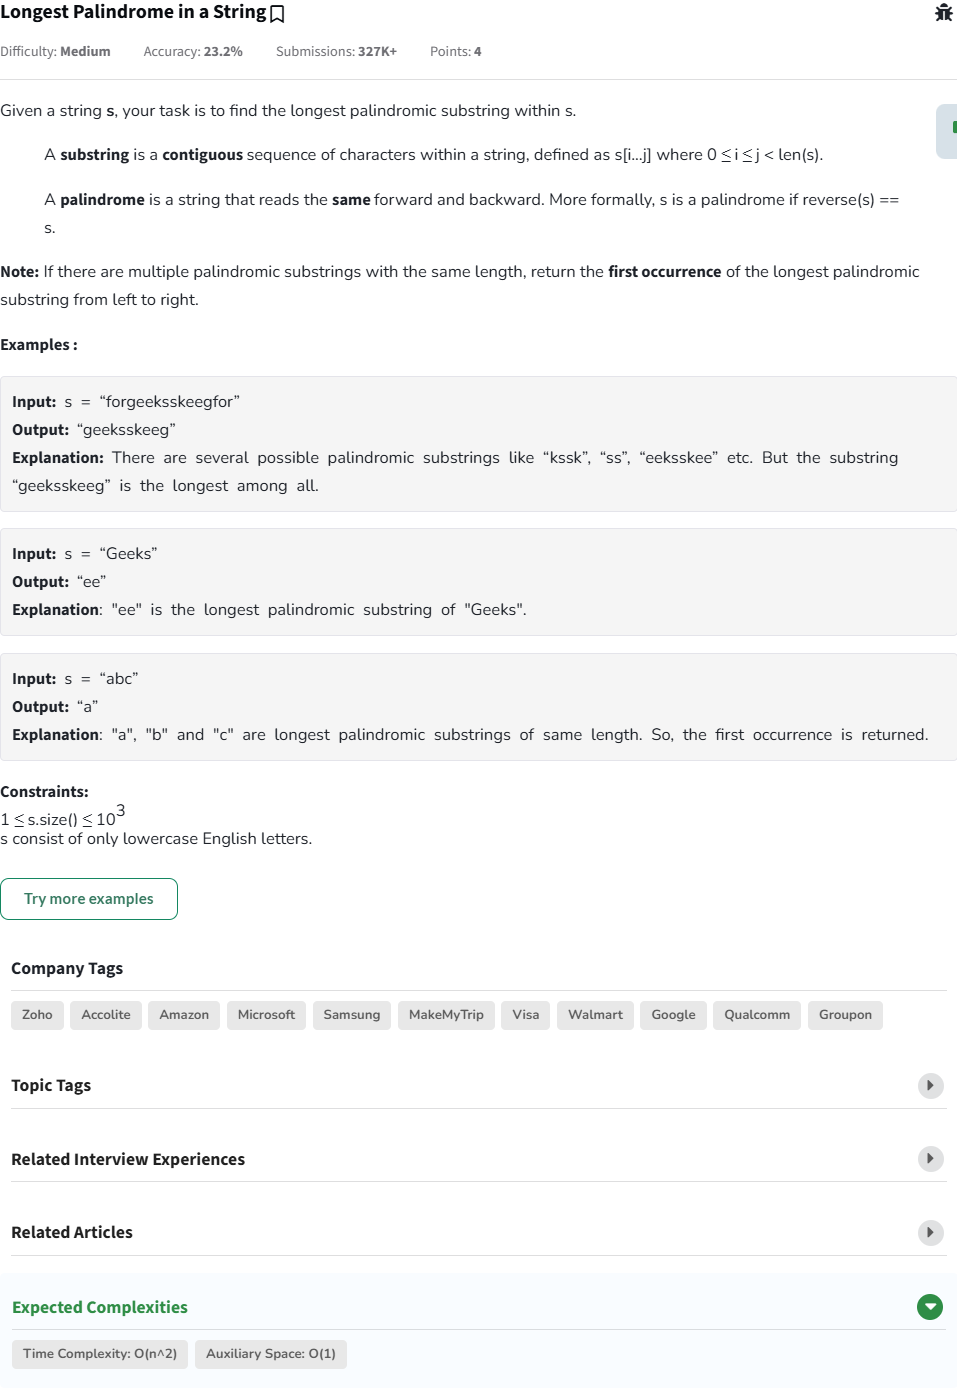 Longest Palindrome in a String
Difficulty: Medium Accuracy: 23.2% Submissions: 327K+ Points: 4
Given a string s, your task is to find the longest palindromic substring within s.
A substring is a contiguous sequence of characters within a string, defined as s[i...j] where 0 ≤ i ≤ j < len(s).
A palindrome is a string that reads the same forward and backward. More formally, s is a palindrome if reverse(s) ==
s.
Note: If there are multiple palindromic substrings with the same length, return the first occurrence of the longest palindromic
substring from left to right.
Examples :
Input: s = “forgeeksskeegfor”
Output: “geeksskeeg”
Explanation: There are several possible palindromic substrings like “kssk”, “ss”, “eeksskee” etc. But the substring
“geeksskeeg” is the longest among all.
Input: s = “Geeks”
Output: “ee”
Explanation: "ee" is the longest palindromic substring of "Geeks".
Input: s = “abc”
Output: “a”
Explanation: "a", "b" and "c" are longest palindromic substrings of same length. So, the first occurrence is returned.
Constraints:
1 ≤ s.size() ≤ 10³
s consist of only lowercase English letters.
Try more examples
Company Tags
Zoho Accolite Amazon Microsoft Samsung MakeMyTrip Visa Walmart Google Qualcomm Groupon
Topic Tags
Related Interview Experiences
Related Articles
Expected Complexities
Time Complexity: O(n^2) Auxiliary Space: O(1)